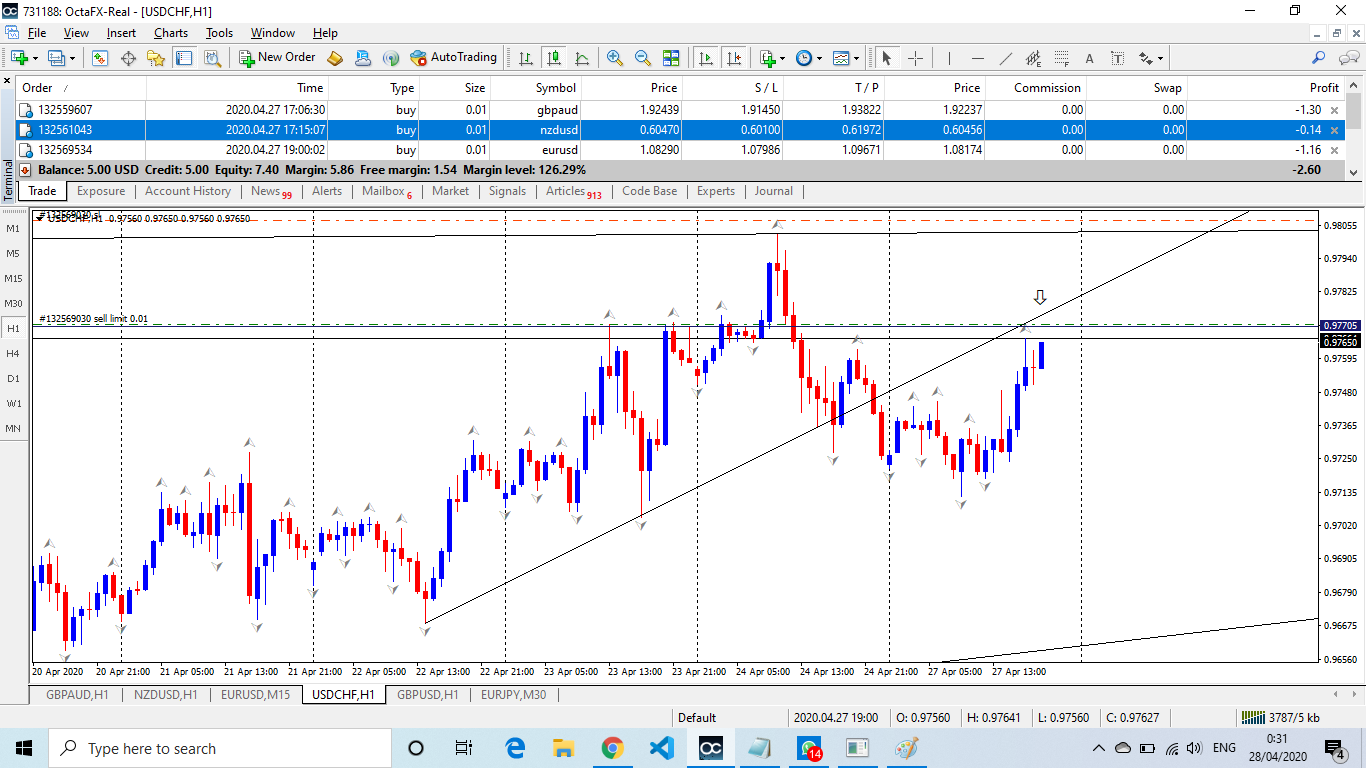 731188: OctaFX-Real - [USDCHF,H1]
File View Insert Charts Tools Window Help
New Order AutoTrading
Order / Time Type Size Symbol Price S / L T / P Price Commission Swap Profit
132559607 2020.04.27 17:06:30 buy 0.01 gbpaud 1.92439 1.91450 1.93822 1.92237 0.00 0.00 -1.30
132561043 2020.04.27 17:15:07 buy 0.01 nzdusd 0.60470 0.60100 0.61972 0.60456 0.00 0.00 -0.14
132569534 2020.04.27 19:00:02 buy 0.01 eurusd 1.08290 1.07986 1.09671 1.08174 0.00 0.00 -1.16
Balance: 5.00 USD Credit: 5.00 Equity: 7.40 Margin: 5.86 Free margin: 1.54 Margin level: 126.29% -2.60
Terminal
Trade Exposure Account History News 99 Alerts Mailbox 6 Market Signals Articles 913 Code Base Experts Journal
M1
M5
M15
M30
H1
H4
D1
W1
MN
#132569030 sl
USDCHF,H1 0.97560 0.97650 0.97560 0.97650
#132569030 sell limit 0.01
0.98055
0.97940
0.97825
0.97705
0.97650
0.97595
0.97480
0.97365
0.97250
0.97135
0.97020
0.96905
0.96790
0.96675
0.96560
20 Apr 2020 20 Apr 21:00 21 Apr 05:00 21 Apr 13:00 21 Apr 21:00 22 Apr 05:00 22 Apr 13:00 22 Apr 21:00 23 Apr 05:00 23 Apr 13:00 23 Apr 21:00 24 Apr 05:00 24 Apr 13:00 24 Apr 21:00 27 Apr 05:00 27 Apr 13:00
GBPAUD,H1 NZDUSD,H1 EURUSD,M15 USDCHF,H1 GBPUSD,H1 EURJPY,M30
Default 2020.04.27 19:00 O: 0.97560 H: 0.97641 L: 0.97560 C: 0.97627 3787/5 kb
Type here to search
14
ENG
0:31
28/04/2020
4